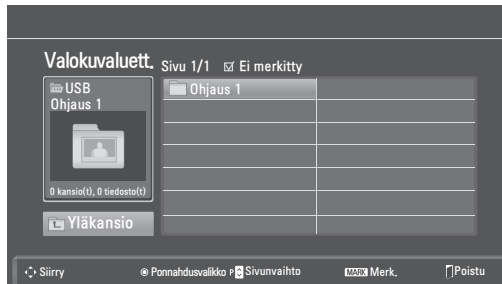 Valokuvaluett. Sivu 1/1 Ei merkitty
USB
Ohjaus 1
0 kansio(t), 0 tiedosto(t)
Yläkansio
Ohjaus 1
Siirry Ponnahdusvalikko P Sivunvaihto MARK Merk. Poistu